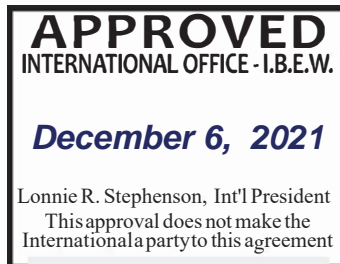 APPROVED
INTERNATIONAL OFFICE - I.B.E.W.
December 6, 2021
Lonnie R. Stephenson, Int'l President
This approval does not make the
International a party to this agreement